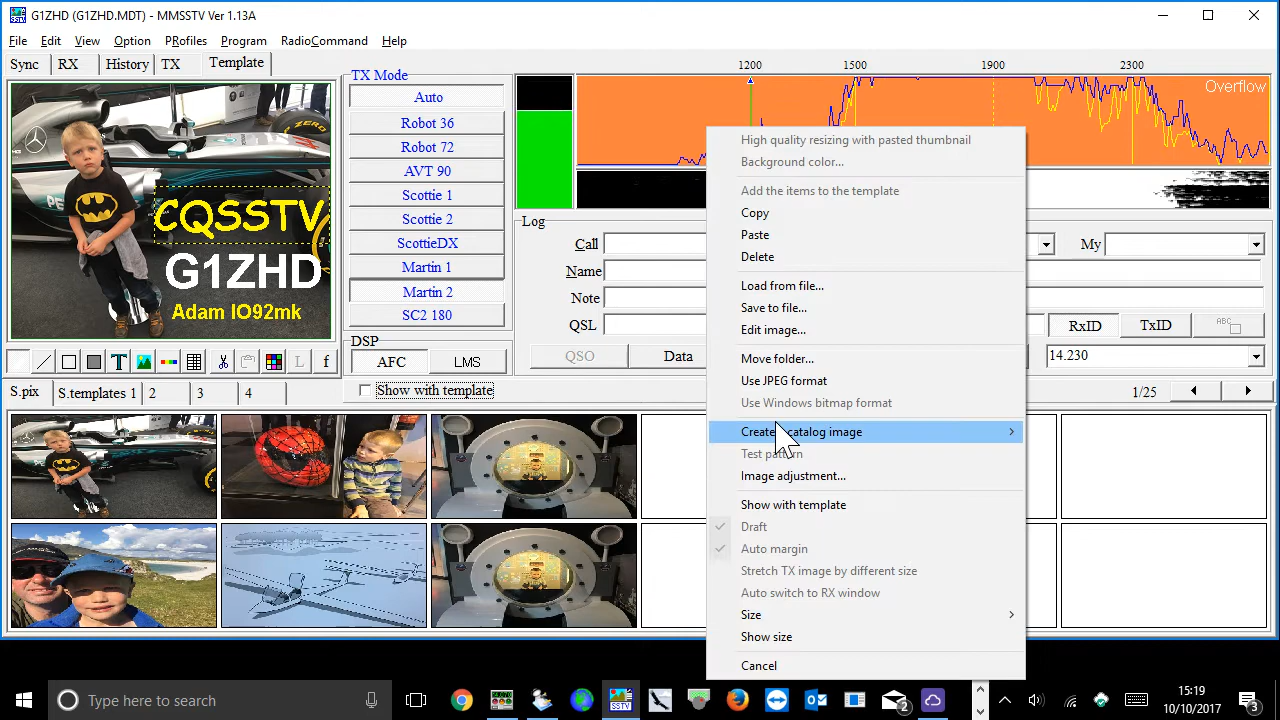 G1ZHD (G1ZHD.MDT) - MMSSTV Ver 1.13A
File Edit View Option PRofiles Program RadioCommand Help
Sync RX History TX Template
TX Mode
Auto
Robot 36
Robot 72
AVT 90
Scottie 1
Scottie 2
ScottieDX
Martin 1
Martin 2
SC2 180
DSP
AFC LMS
1200 1500 1900 2300
Overflow
CQSSTV
G1ZHD
Adam IO92mk
Log
Call My
Name
Note
QSL RxID TxID ABC
QSO Data 14.230
T L f
S.pix S.templates 1 2 3 4
Show with template
1/25
High quality resizing with pasted thumbnail
Background color...
Add the items to the template
Copy
Paste
Delete
Load from file...
Save to file...
Edit image...
Move folder...
Use JPEG format
Use Windows bitmap format
Create catalog image
Test pattern
Image adjustment...
Show with template
Draft
Auto margin
Stretch TX image by different size
Auto switch to RX window
Size
Show size
Cancel
Type here to search
SSTV
2
15:19
10/10/2017
3